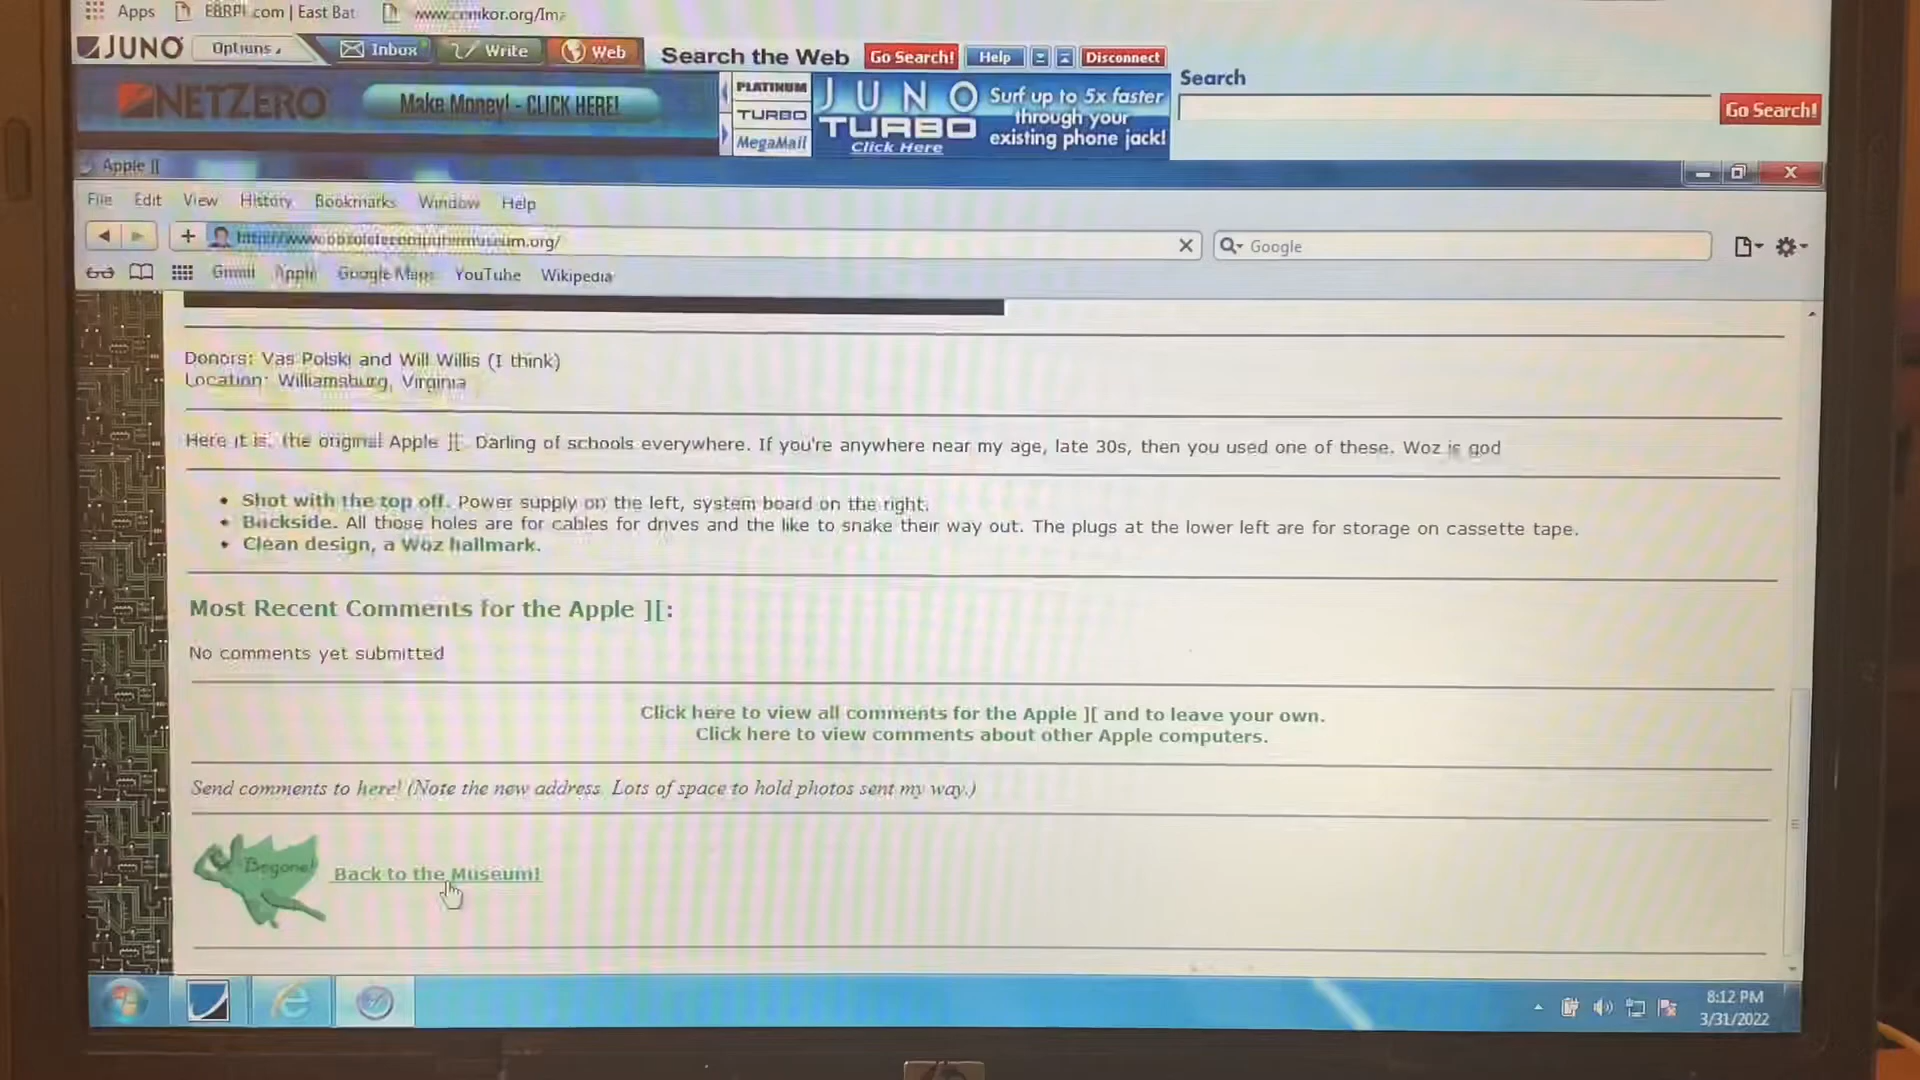 Apps
.com | East Bat
JUNO
Options
Inbox
Write
Web
Search the Web
Go Search!
Help
Disconnect
NETZERO
Make Money! - CLICK HERE!
PLATINUM
TURBO
MegaMail
JUNO
TURBO
Click Here
Surf up to 5x faster
through your
existing phone jack!
Search
Go Search!
Apple ][
File Edit View History Bookmarks Window Help
http://www.obsoletecomputermuseum.org/
Google
Gmail Apple Google Maps YouTube Wikipedia
Donors: Vas Polski and Will Willis (I think)
Location: Williamsburg, Virginia
Here it is, the original Apple ][. Darling of schools everywhere. If you're anywhere near my age, late 30s, then you used one of these. Woz is god
• Shot with the top off. Power supply on the left, system board on the right.
• Backside. All those holes are for cables for drives and the like to snake their way out. The plugs at the lower left are for storage on cassette tape.
• Clean design, a Woz hallmark.
Most Recent Comments for the Apple ][:
No comments yet submitted
Click here to view all comments for the Apple ][ and to leave your own.
Click here to view comments about other Apple computers.
Send comments to here! (Note the new address. Lots of space to hold photos sent my way.)
Begone!
Back to the Museum!
8:12 PM
3/31/2022
hp